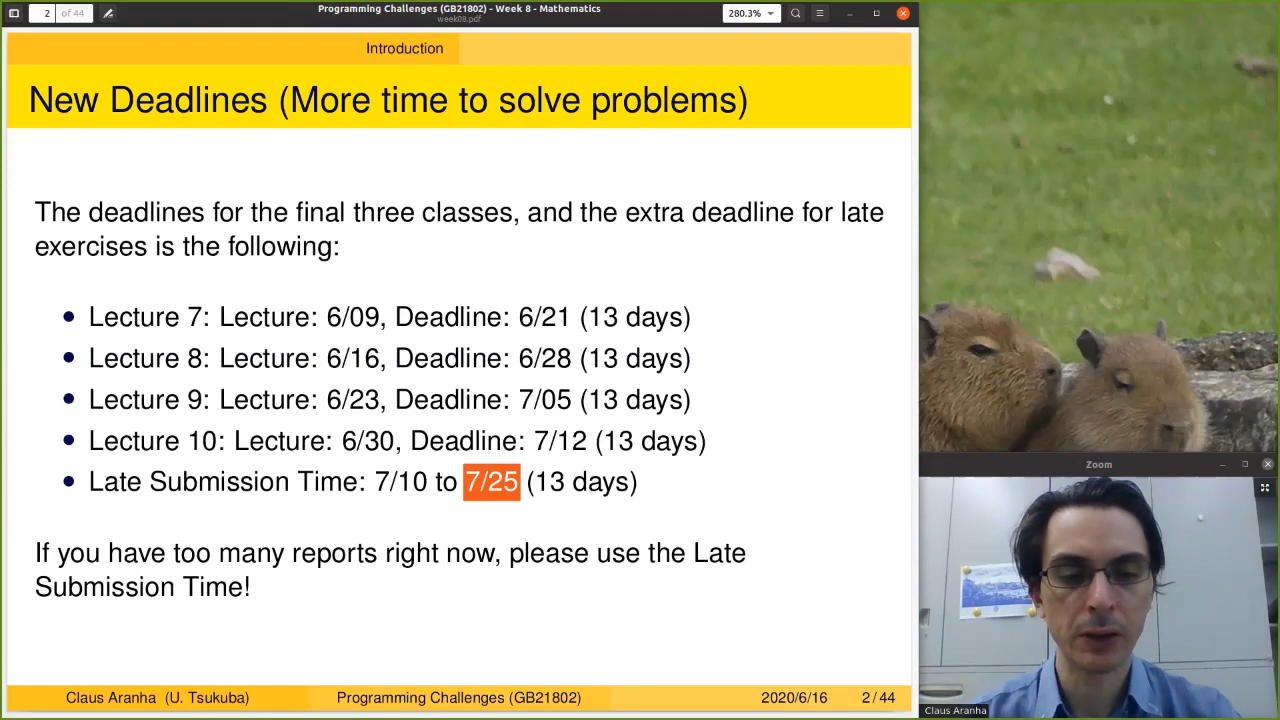 2 of 44
Programming Challenges (GB21802) - Week 8 - Mathematics
week08.pdf
280.3%
Introduction
New Deadlines (More time to solve problems)
The deadlines for the final three classes, and the extra deadline for late
exercises is the following:
• Lecture 7: Lecture: 6/09, Deadline: 6/21 (13 days)
• Lecture 8: Lecture: 6/16, Deadline: 6/28 (13 days)
• Lecture 9: Lecture: 6/23, Deadline: 7/05 (13 days)
• Lecture 10: Lecture: 6/30, Deadline: 7/12 (13 days)
• Late Submission Time: 7/10 to 7/25 (13 days)
If you have too many reports right now, please use the Late
Submission Time!
Claus Aranha (U. Tsukuba) Programming Challenges (GB21802) 2020/6/16 2 / 44
Zoom
Claus Aranha